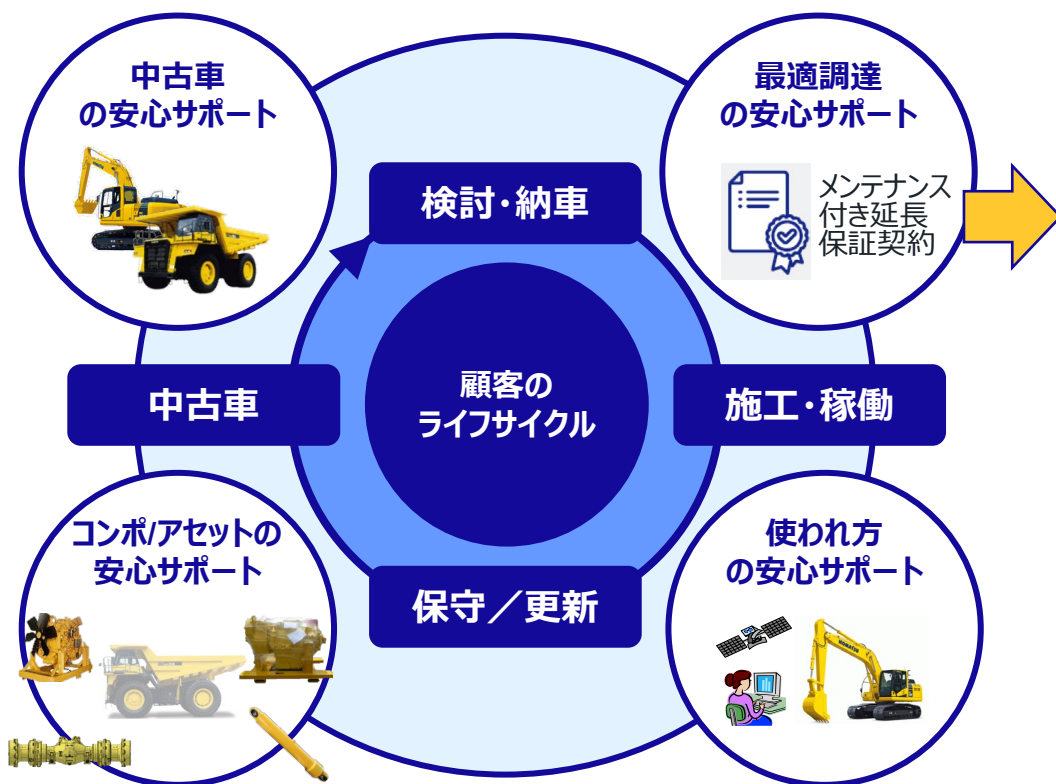 中古車
の安心サポート
最適調達
の安心サポート
メンテナンス
付き延長
保証契約
検討・納車
中古車
顧客の
ライフサイクル
施工・稼働
コンポ/アセットの
安心サポート
保守／更新
使われ方
の安心サポート
KOMATSU